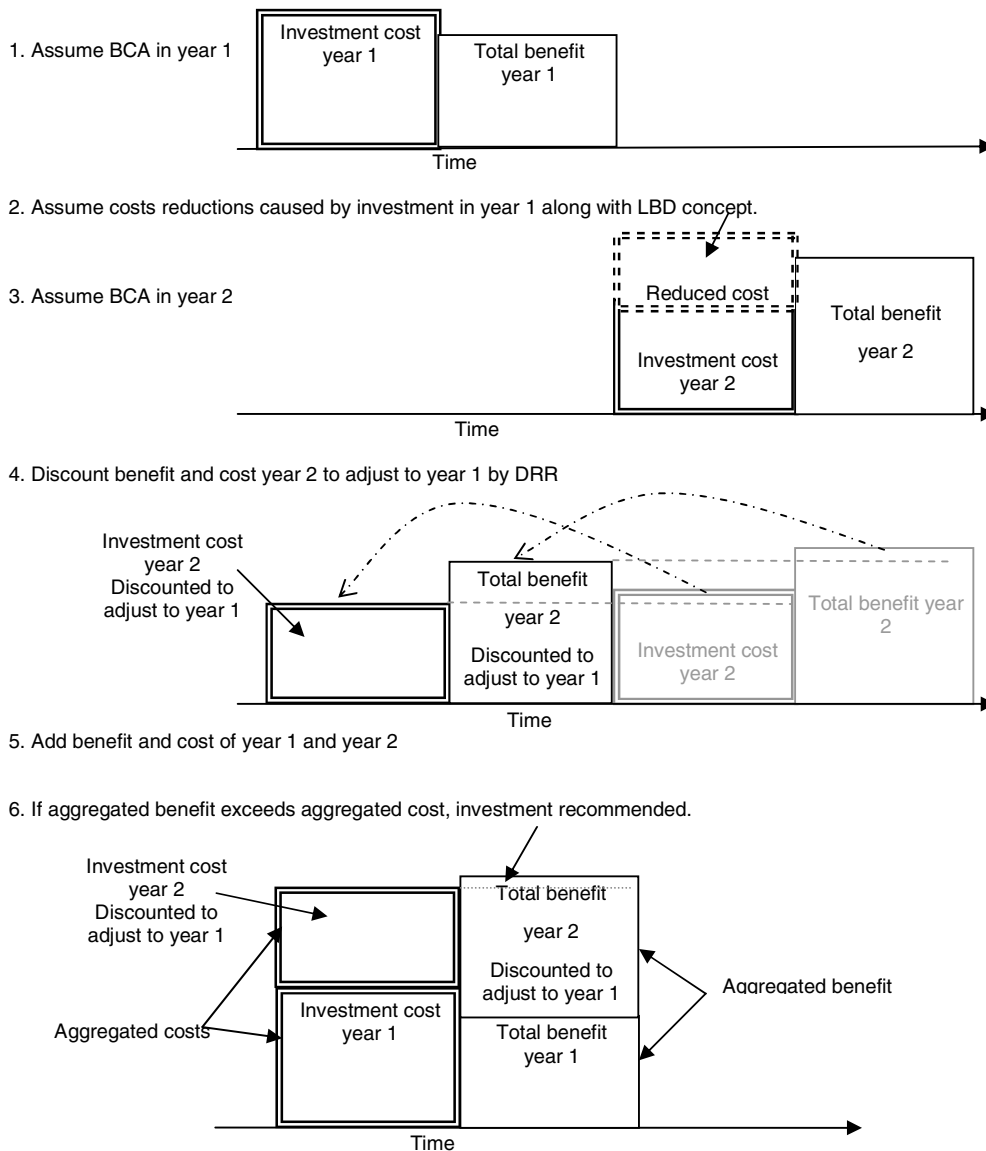 1. Assume BCA in year 1
Investment cost
year 1
Total benefit
year 1
Time
2. Assume costs reductions caused by investment in year 1 along with LBD concept.
3. Assume BCA in year 2
Reduced cost
Investment cost
year 2
Total benefit
year 2
Time
4. Discount benefit and cost year 2 to adjust to year 1 by DRR
Investment cost
year 2
Discounted to
adjust to year 1
Total benefit
year 2
Discounted to
adjust to year 1
Investment cost
year 2
Total benefit year
2
Time
5. Add benefit and cost of year 1 and year 2
6. If aggregated benefit exceeds aggregated cost, investment recommended.
Investment cost
year 2
Discounted to
adjust to year 1
Total benefit
year 2
Discounted to
adjust to year 1
Aggregated benefit
Aggregated costs
Investment cost
year 1
Total benefit
year 1
Time